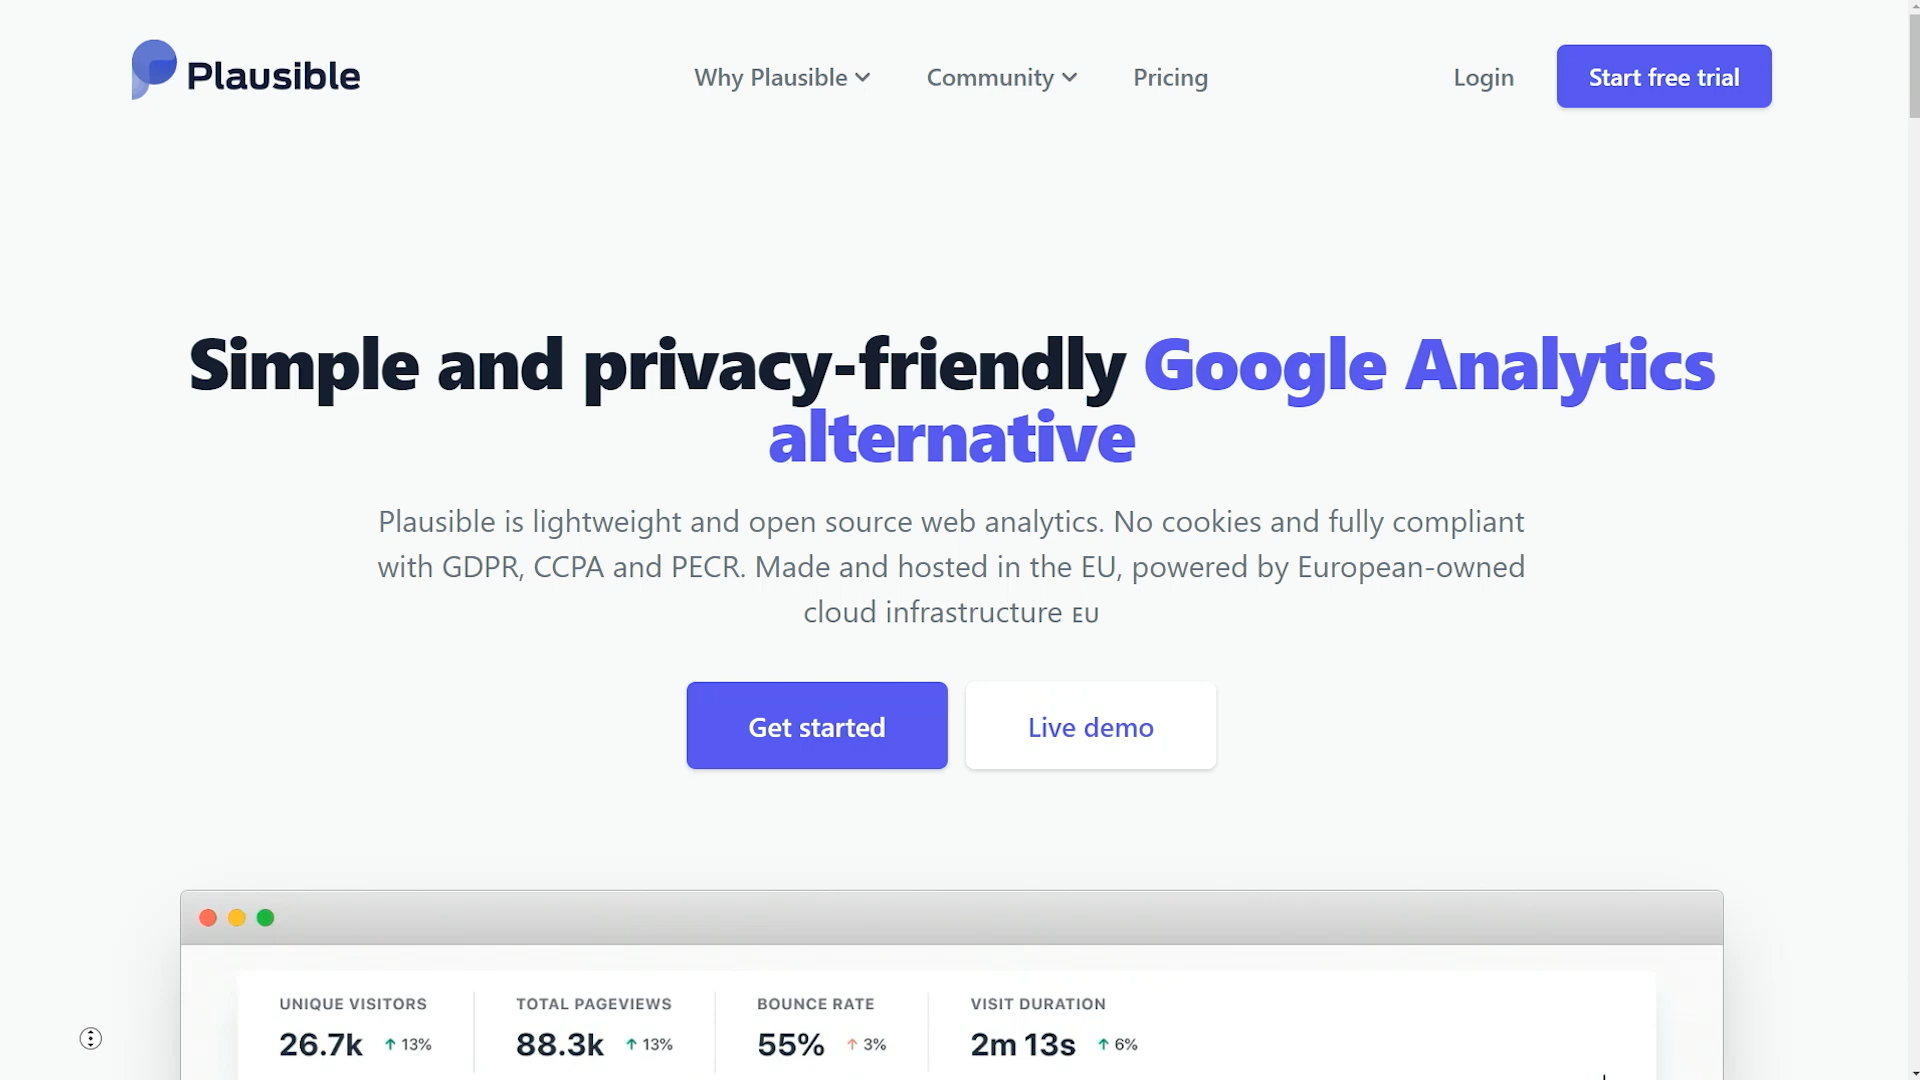 Plausible
Why Plausible
Community
Pricing
Login
Start free trial
Simple and privacy-friendly Google Analytics
alternative
Plausible is lightweight and open source web analytics. No cookies and fully compliant
with GDPR, CCPA and PECR. Made and hosted in the EU, powered by European-owned
cloud infrastructure EU
Get started
Live demo
UNIQUE VISITORS
26.7k 13%
TOTAL PAGEVIEWS
88.3k 13%
BOUNCE RATE
55% 3%
VISIT DURATION
2m 13s 6%